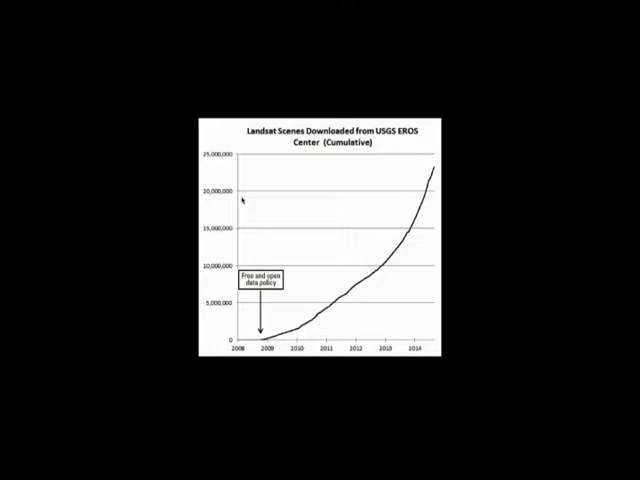 Landsat Scenes Downloaded from USGS EROS
Center (Cumulative)
25,000,000
20,000,000
15,000,000
10,000,000
5,000,000
0
Free and open
data policy
2008 2009 2010 2011 2012 2013 2014